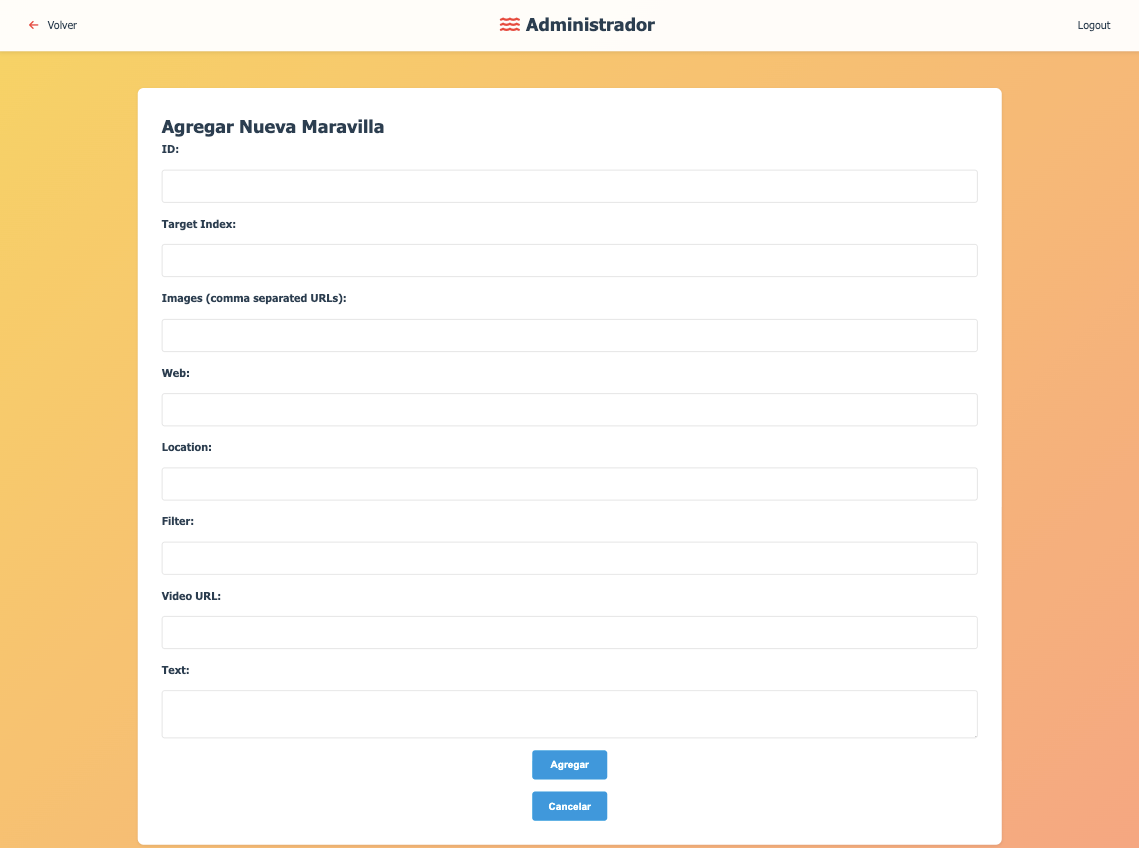 Volver
Administrador
Logout
Agregar Nueva Maravilla
ID:
Target Index:
Images (comma separated URLs):
Web:
Location:
Filter:
Video URL:
Text:
Agregar
Cancelar